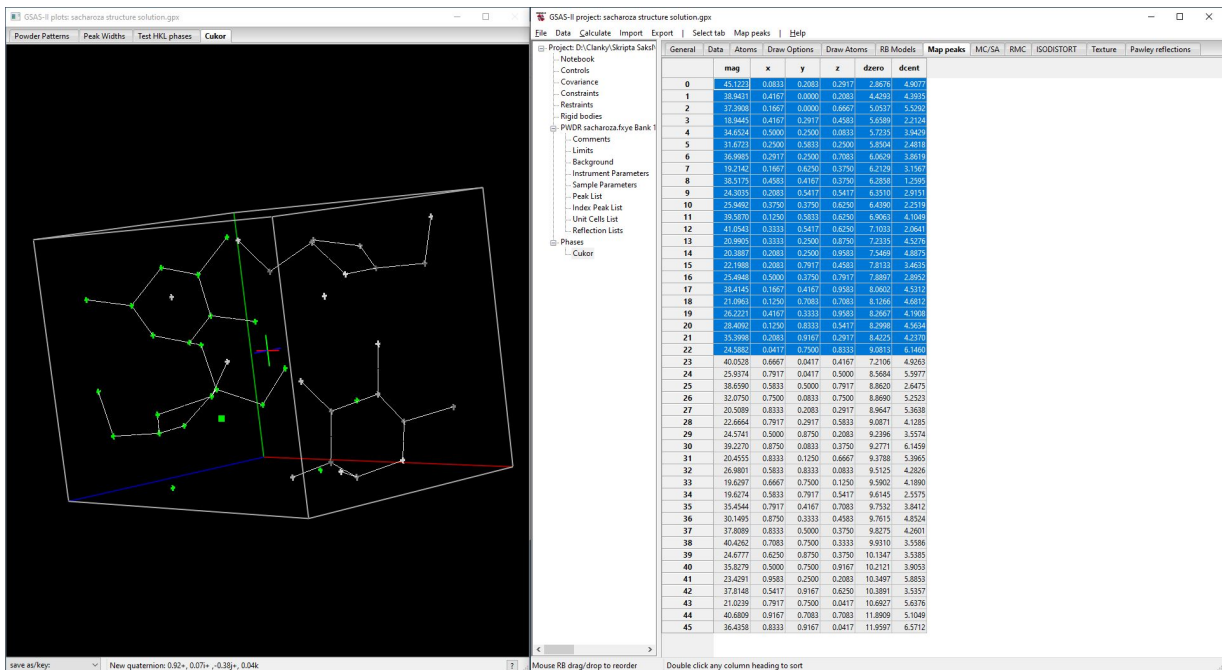 GSAS-II plots: sacharoza structure solution.gpx
Powder Patterns Peak Widths Test HKL phases Cukor
save as/key: New quaternion: 0.92+, 0.07i+ ,-0.38j+, 0.04k ?
GSAS-II project: sacharoza structure solution.gpx
File Data Calculate Import Export | Select tab Map peaks | Help
Project: D:\Clanky\Skripta Saksl\
Notebook
Controls
Covariance
Constraints
Restraints
Rigid bodies
PWDR sacharoza.fxye Bank 1
Comments
Limits
Background
Instrument Parameters
Sample Parameters
Peak List
Index Peak List
Unit Cells List
Reflection Lists
Phases
Cukor
General Data Atoms Draw Options Draw Atoms RB Models Map peaks MC/SA RMC ISODISTORT Texture Pawley reflections
mag x y z dzero dcent
0 45.1223 0.0833 0.2083 0.2917 2.8676 4.9077
1 38.9431 0.4167 0.0000 0.2083 4.4293 4.3935
2 37.3908 0.1667 0.0000 0.6667 5.0537 5.5292
3 18.9445 0.4167 0.2917 0.4583 5.6589 2.2124
4 34.6524 0.5000 0.2500 0.0833 5.7235 3.9429
5 31.6723 0.2500 0.5833 0.2500 5.8504 2.4818
6 36.9985 0.2917 0.2500 0.7083 6.0629 3.8619
7 19.2142 0.1667 0.6250 0.3750 6.2129 3.1567
8 38.5175 0.4583 0.4167 0.3750 6.2858 1.2595
9 24.3035 0.2083 0.5417 0.5417 6.3510 2.9151
10 25.9492 0.3750 0.3750 0.6250 6.4390 2.2519
11 39.5870 0.1250 0.5833 0.6250 6.9063 4.1049
12 41.0543 0.3333 0.5417 0.6250 7.1033 2.0641
13 20.9905 0.3333 0.2500 0.8750 7.2335 4.5276
14 20.3887 0.2083 0.2500 0.9583 7.5469 4.8875
15 22.1988 0.2083 0.7917 0.4583 7.8133 3.4635
16 25.4948 0.5000 0.3750 0.7917 7.8897 2.8952
17 38.4145 0.1667 0.4167 0.9583 8.0602 4.5312
18 21.0963 0.1250 0.7083 0.7083 8.1266 4.6812
19 26.2221 0.4167 0.3333 0.9583 8.2667 4.1908
20 28.4092 0.1250 0.8333 0.5417 8.2998 4.5634
21 35.3998 0.2083 0.9167 0.2917 8.4225 4.2370
22 24.5882 0.0417 0.7500 0.8333 9.0813 6.1460
23 40.0528 0.6667 0.0417 0.4167 7.2106 4.9263
24 25.9374 0.7917 0.0417 0.5000 8.5684 5.5977
25 38.6590 0.5833 0.5000 0.7917 8.8620 2.6475
26 32.0750 0.7500 0.0833 0.7500 8.8690 5.2523
27 20.5089 0.8333 0.2083 0.2917 8.9647 5.3638
28 22.6664 0.7917 0.2917 0.5833 9.0871 4.1285
29 24.5741 0.5000 0.8750 0.2083 9.2396 3.5574
30 39.2270 0.8750 0.0833 0.3750 9.2771 6.1459
31 20.4555 0.8333 0.1250 0.6667 9.3788 5.3965
32 26.9801 0.5833 0.8333 0.0833 9.5125 4.2826
33 19.6297 0.6667 0.7500 0.1250 9.5902 4.1890
34 19.6274 0.5833 0.7917 0.5417 9.6145 2.5575
35 35.4544 0.7917 0.4167 0.7083 9.7532 3.8412
36 30.1495 0.8750 0.3333 0.4583 9.7615 4.8524
37 37.8089 0.8333 0.5000 0.3750 9.8275 4.2601
38 40.4262 0.7083 0.7500 0.3333 9.9310 3.5586
39 24.6777 0.6250 0.8750 0.3750 10.1347 3.5385
40 35.8279 0.5000 0.7500 0.9167 10.2121 3.9053
41 23.4291 0.9583 0.2500 0.2083 10.3497 5.8853
42 37.8148 0.5417 0.9167 0.6250 10.3891 3.5357
43 21.0239 0.7917 0.7500 0.0417 10.6927 5.6376
44 40.6809 0.9167 0.7083 0.7083 11.8909 5.1049
45 36.4358 0.8333 0.9167 0.0417 11.9597 6.5712
Mouse RB drag/drop to reorder Double click any column heading to sort